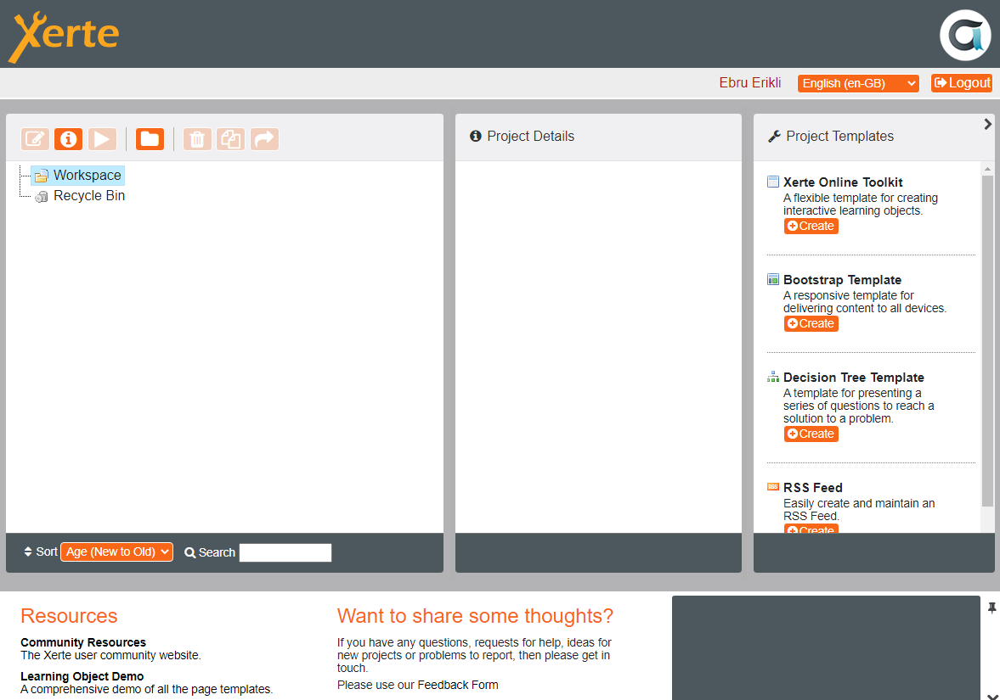 Xerte
Ebru Erikli
English (en-GB)
Logout
Workspace
Recycle Bin
Sort Age (New to Old)
Search
Project Details
Project Templates
Xerte Online Toolkit
A flexible template for creating
interactive learning objects.
Create
Bootstrap Template
A responsive template for
delivering content to all devices.
Create
Decision Tree Template
A template for presenting a
series of questions to reach a
solution to a problem.
Create
RSS Feed
Easily create and maintain an
RSS Feed.
Create
Resources
Community Resources
The Xerte user community website.
Learning Object Demo
A comprehensive demo of all the page templates.
Want to share some thoughts?
If you have any questions, requests for help, ideas for
new projects or problems to report, then please get in
touch.
Please use our Feedback Form